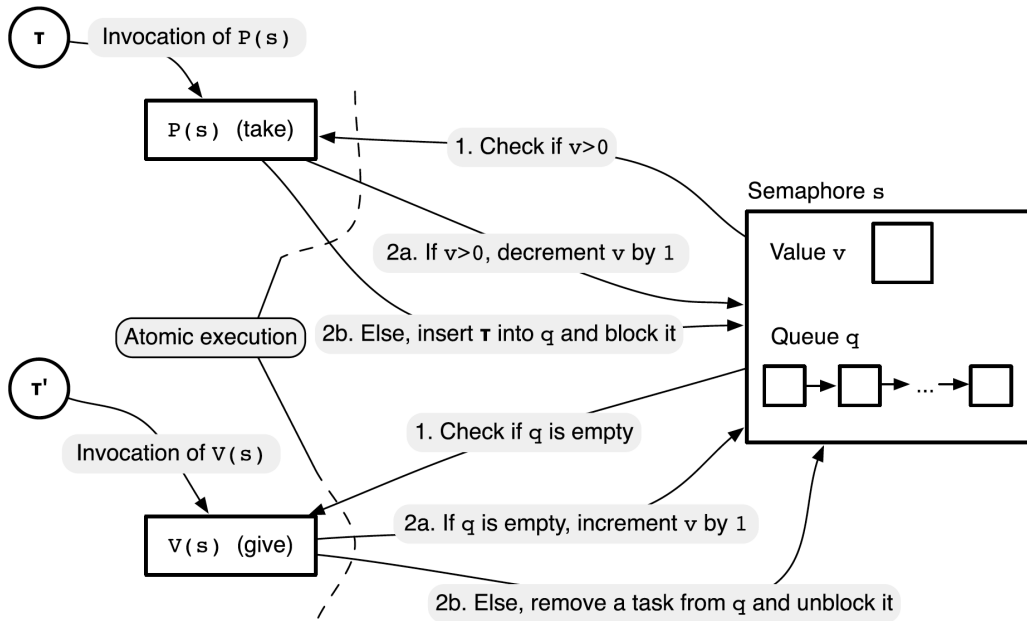 T
Invocation of P(s)
P(s) (take)
1. Check if v>0
Semaphore s
Value v
2a. If v>0, decrement v by 1
Atomic execution
2b. Else, insert T into q and block it
Queue q
...
T'
1. Check if q is empty
Invocation of V(s)
2a. If q is empty, increment v by 1
V(s) (give)
2b. Else, remove a task from q and unblock it